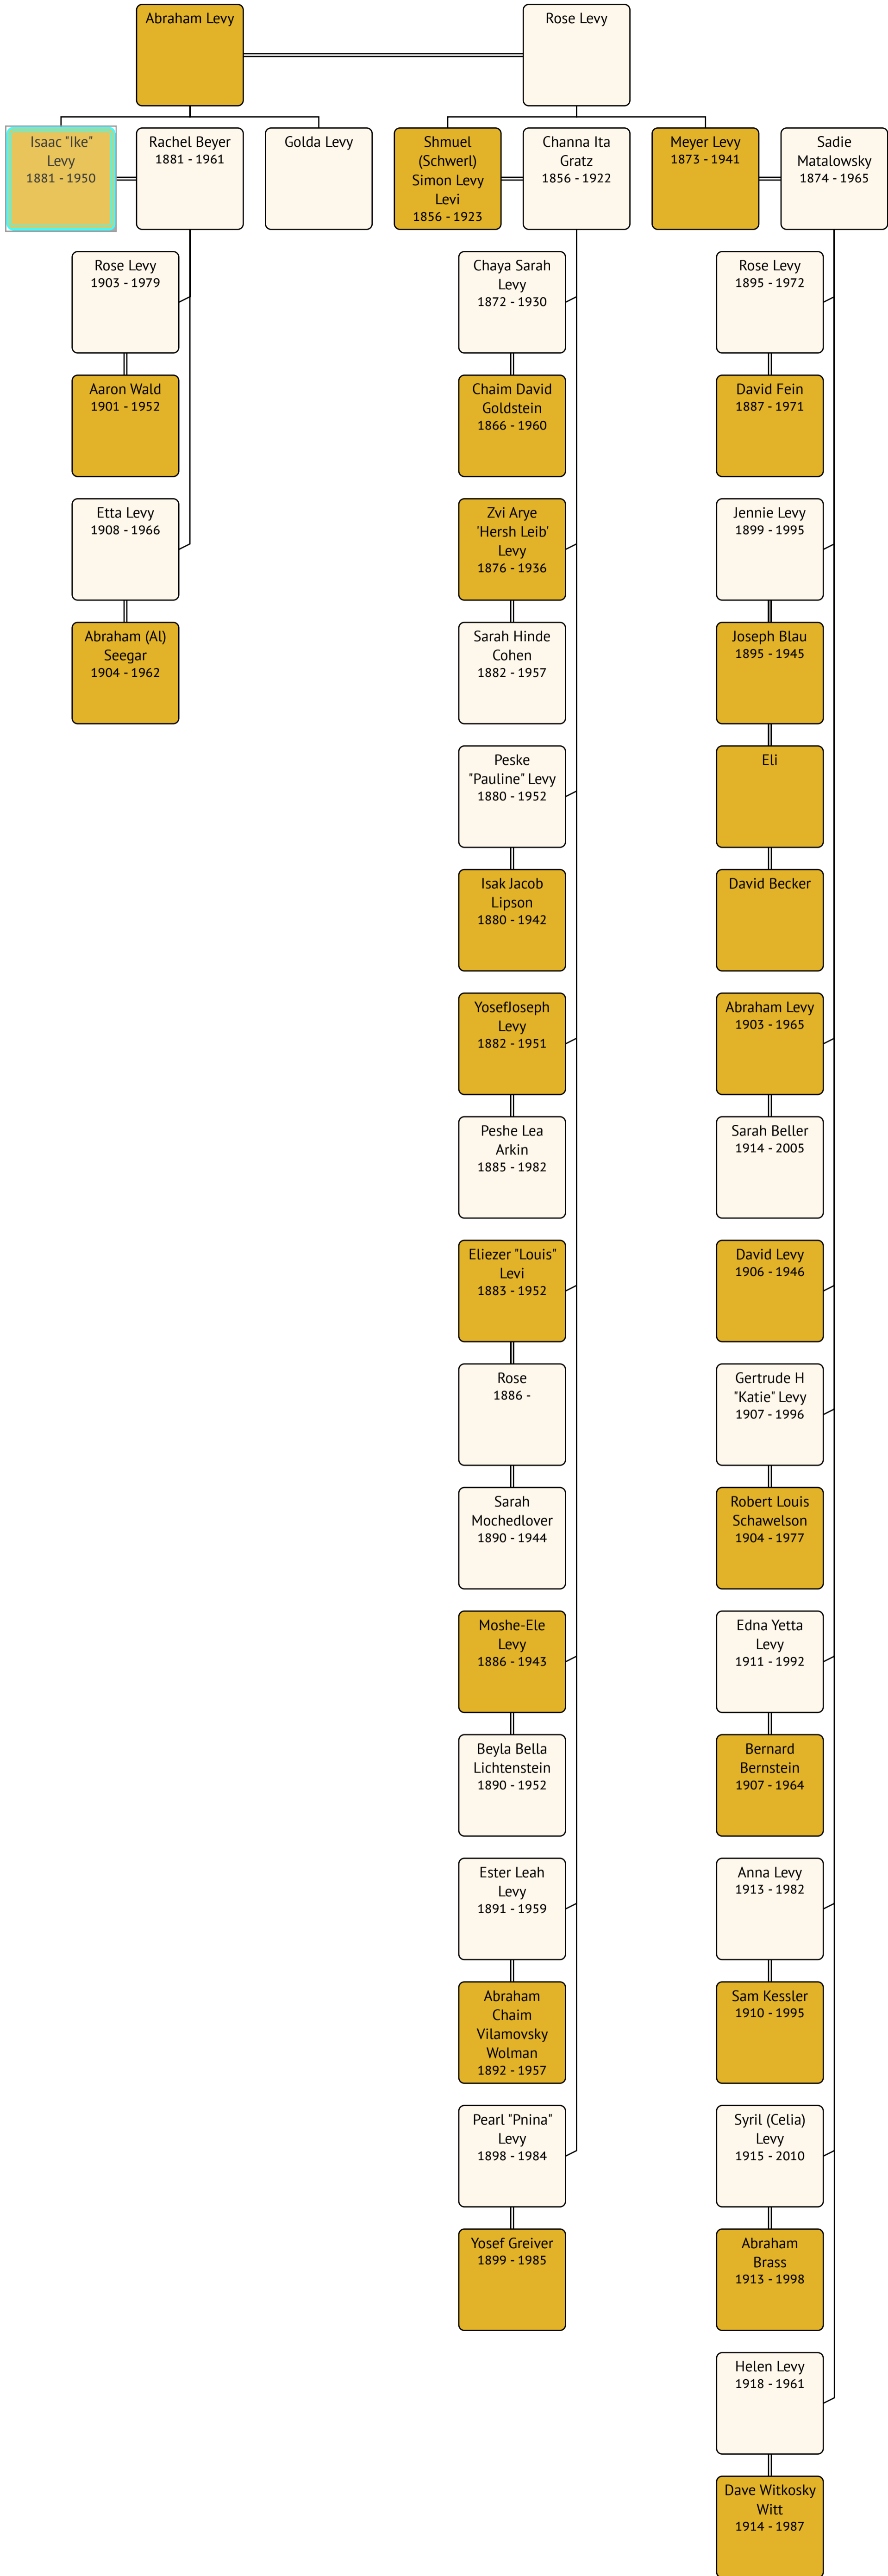 Abraham Levy
Rose Levy
Isaac "Ike"
Levy
1881 - 1950
Rachel Beyer
1881 - 1961
Golda Levy
Shmuel
(Schwerl)
Simon Levy
Levi
1856 - 1923
Channa Ita
Gratz
1856 - 1922
Meyer Levy
1873 - 1941
Sadie
Matalowsky
1874 - 1965
Rose Levy
1903 - 1979
Aaron Wald
1901 - 1952
Etta Levy
1908 - 1966
Abraham (Al)
Seegar
1904 - 1962
Chaya Sarah
Levy
1872 - 1930
Chaim David
Goldstein
1866 - 1960
Zvi Arye
'Hersh Leib'
Levy
1876 - 1936
Sarah Hinde
Cohen
1882 - 1957
Peske
"Pauline" Levy
1880 - 1952
Isak Jacob
Lipson
1880 - 1942
YosefJoseph
Levy
1882 - 1951
Peshe Lea
Arkin
1885 - 1982
Eliezer "Louis"
Levi
1883 - 1952
Rose
1886 -
Sarah
Mochedlover
1890 - 1944
Moshe-Ele
Levy
1886 - 1943
Beyla Bella
Lichtenstein
1890 - 1952
Ester Leah
Levy
1891 - 1959
Abraham
Chaim
Vilamovsky
Wolman
1892 - 1957
Pearl "Pnina"
Levy
1898 - 1984
Yosef Greiver
1899 - 1985
Rose Levy
1895 - 1972
David Fein
1887 - 1971
Jennie Levy
1899 - 1995
Joseph Blau
1895 - 1945
Eli
David Becker
Abraham Levy
1903 - 1965
Sarah Beller
1914 - 2005
David Levy
1906 - 1946
Gertrude H
"Katie" Levy
1907 - 1996
Robert Louis
Schawelson
1904 - 1977
Edna Yetta
Levy
1911 - 1992
Bernard
Bernstein
1907 - 1964
Anna Levy
1913 - 1982
Sam Kessler
1910 - 1995
Syril (Celia)
Levy
1915 - 2010
Abraham
Brass
1913 - 1998
Helen Levy
1918 - 1961
Dave Witkosky
Witt
1914 - 1987